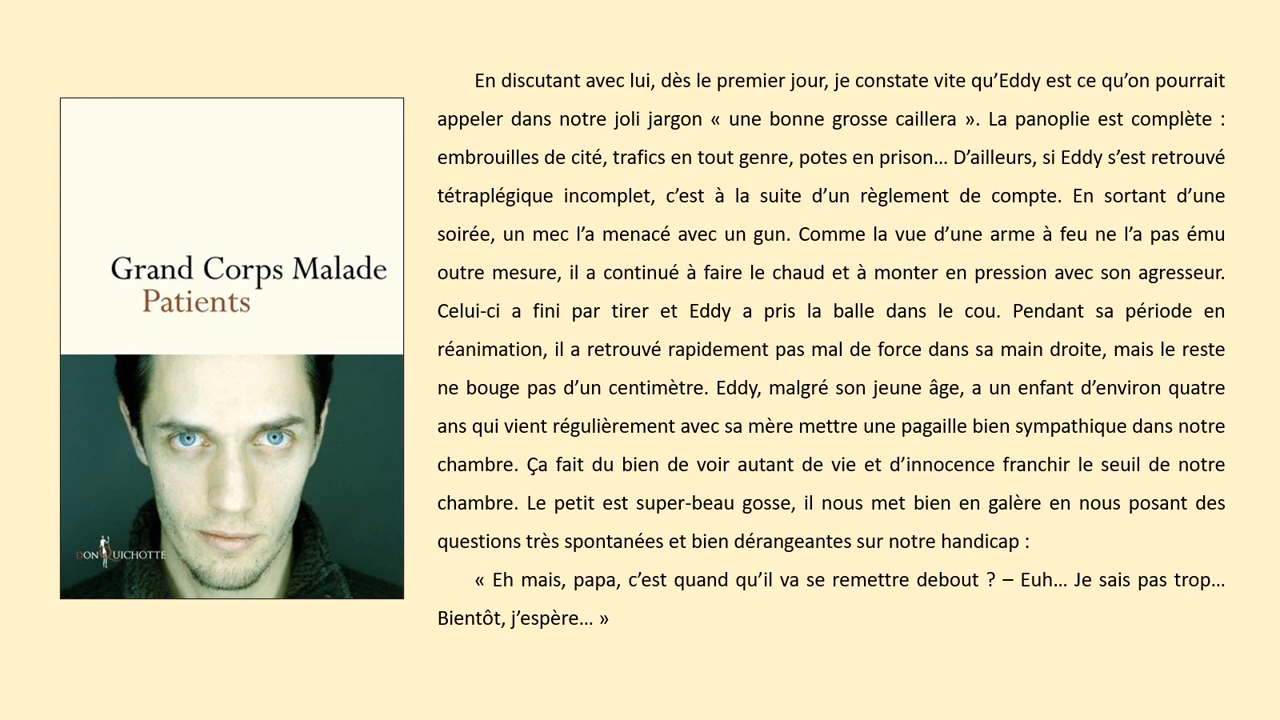 Grand Corps Malade
Patients
DON QUICHOTTE
En discutant avec lui, dès le premier jour, je constate vite qu’Eddy est ce qu’on pourrait
appeler dans notre joli jargon « une bonne grosse caillera ». La panoplie est complète :
embrouilles de cité, trafics en tout genre, potes en prison… D’ailleurs, si Eddy s’est retrouvé
tétraplégique incomplet, c’est à la suite d’un règlement de compte. En sortant d’une
soirée, un mec l’a menacé avec un gun. Comme la vue d’une arme à feu ne l’a pas ému
outre mesure, il a continué à faire le chaud et à monter en pression avec son agresseur.
Celui-ci a fini par tirer et Eddy a pris la balle dans le cou. Pendant sa période en
réanimation, il a retrouvé rapidement pas mal de force dans sa main droite, mais le reste
ne bouge pas d’un centimètre. Eddy, malgré son jeune âge, a un enfant d’environ quatre
ans qui vient régulièrement avec sa mère mettre une pagaille bien sympathique dans notre
chambre. Ça fait du bien de voir autant de vie et d’innocence franchir le seuil de notre
chambre. Le petit est super-beau gosse, il nous met bien en galère en nous posant des
questions très spontanées et bien dérangeantes sur notre handicap :
« Eh mais, papa, c’est quand qu’il va se remettre debout ? – Euh… Je sais pas trop…
Bientôt, j’espère… »